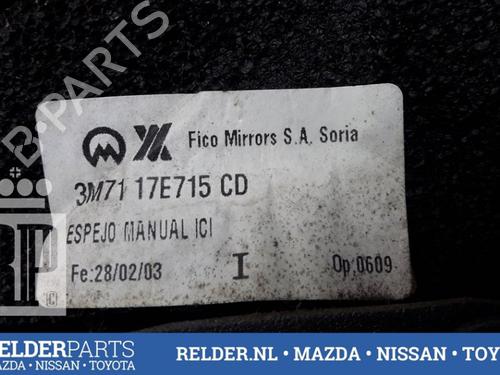 Fico Mirrors S.A. Soria
3M71 17E715 CD
ESPEJO MANUAL ICI
Fe:28/02/03 I Op.0609
B-PARTS
RELDERPARTS
MAZDA • NISSAN • TOYOTA
RELDER.NL • MAZDA • NISSAN • TOYO